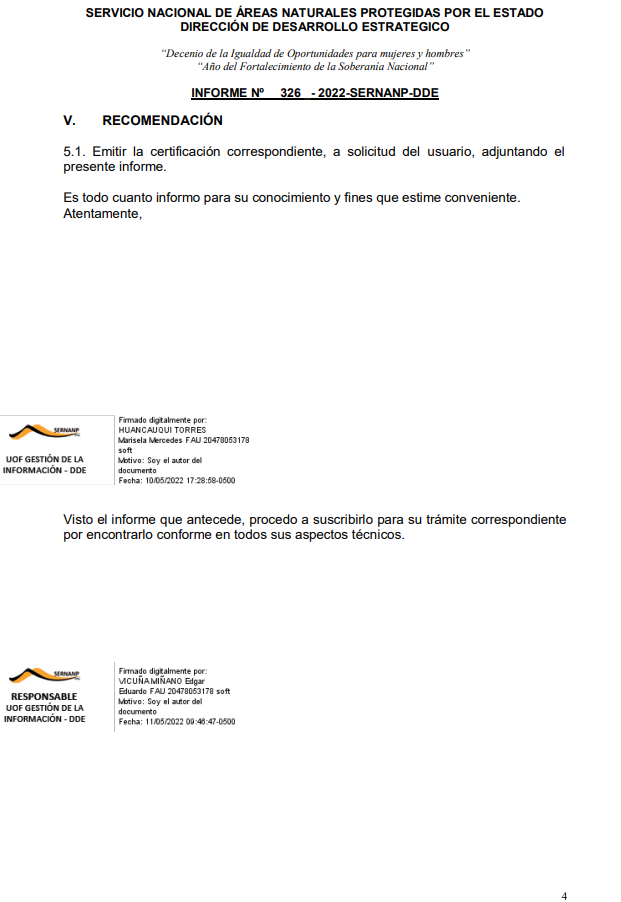 SERVICIO NACIONAL DE ÁREAS NATURALES PROTEGIDAS POR EL ESTADO
DIRECCIÓN DE DESARROLLO ESTRATEGICO
“Decenio de la Igualdad de Oportunidades para mujeres y hombres”
“Año del Fortalecimiento de la Soberanía Nacional”
INFORME Nº 326 - 2022-SERNANP-DDE
V. RECOMENDACIÓN
5.1. Emitir la certificación correspondiente, a solicitud del usuario, adjuntando el
presente informe.
Es todo cuanto informo para su conocimiento y fines que estime conveniente.
Atentamente,
SERNANP
UOF GESTIÓN DE LA
INFORMACIÓN - DDE
Firmado digitalmente por:
HUANCAUQUI TORRES
Marisela Mercedes FAU 20478053178
soft
Motivo: Soy el autor del
documento
Fecha: 10/05/2022 17:28:58-0500
Visto el informe que antecede, procedo a suscribirlo para su trámite correspondiente
por encontrarlo conforme en todos sus aspectos técnicos.
SERNANP
RESPONSABLE
UOF GESTIÓN DE LA
INFORMACIÓN - DDE
Firmado digitalmente por:
VICUÑA MIÑANO Edgar
Eduardo FAU 20478053178 soft
Motivo: Soy el autor del
documento
Fecha: 11/05/2022 09:46:47-0500
4